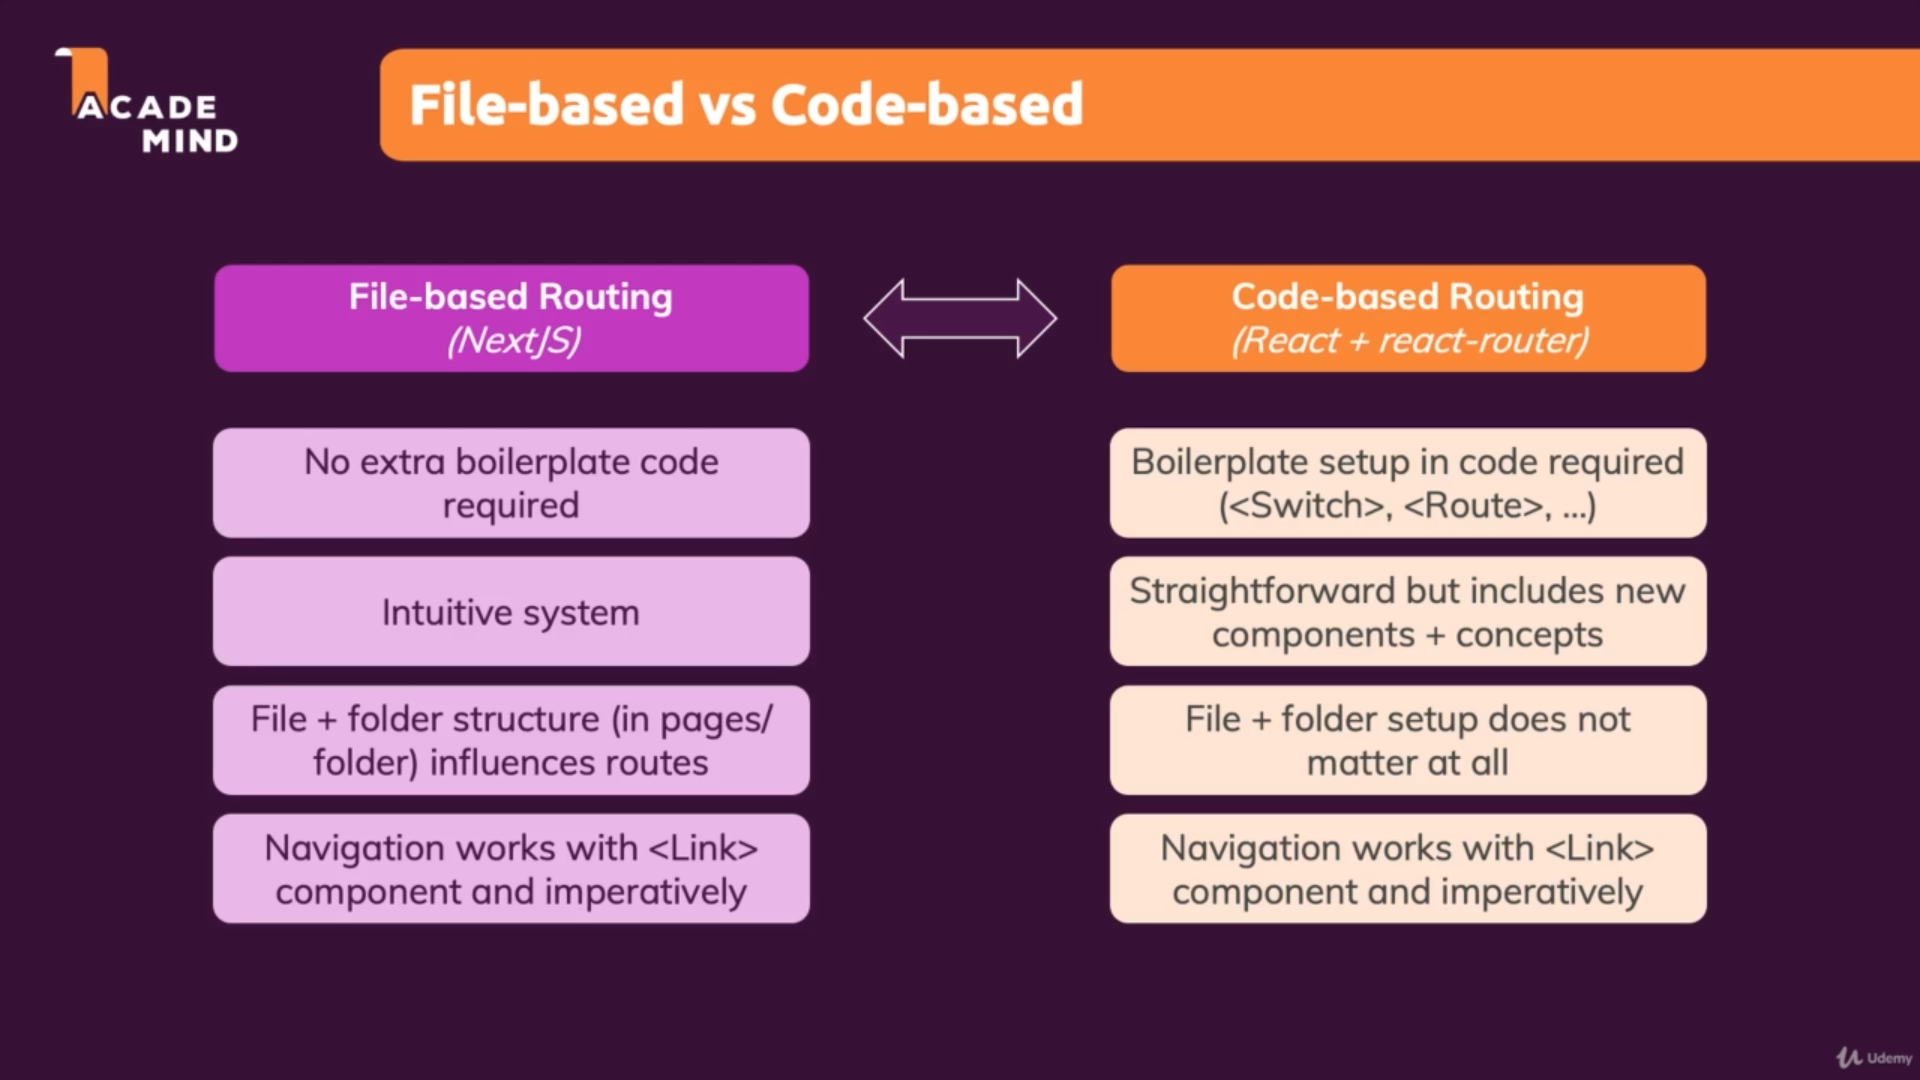 ACADE
MIND
File-based vs Code-based
File-based Routing
(NextJS)
Code-based Routing
(React + react-router)
No extra boilerplate code
required
Boilerplate setup in code required
(<Switch>, <Route>, ...)
Intuitive system
Straightforward but includes new
components + concepts
File + folder structure (in pages/
folder) influences routes
File + folder setup does not
matter at all
Navigation works with <Link>
component and imperatively
Navigation works with <Link>
component and imperatively
Udemy